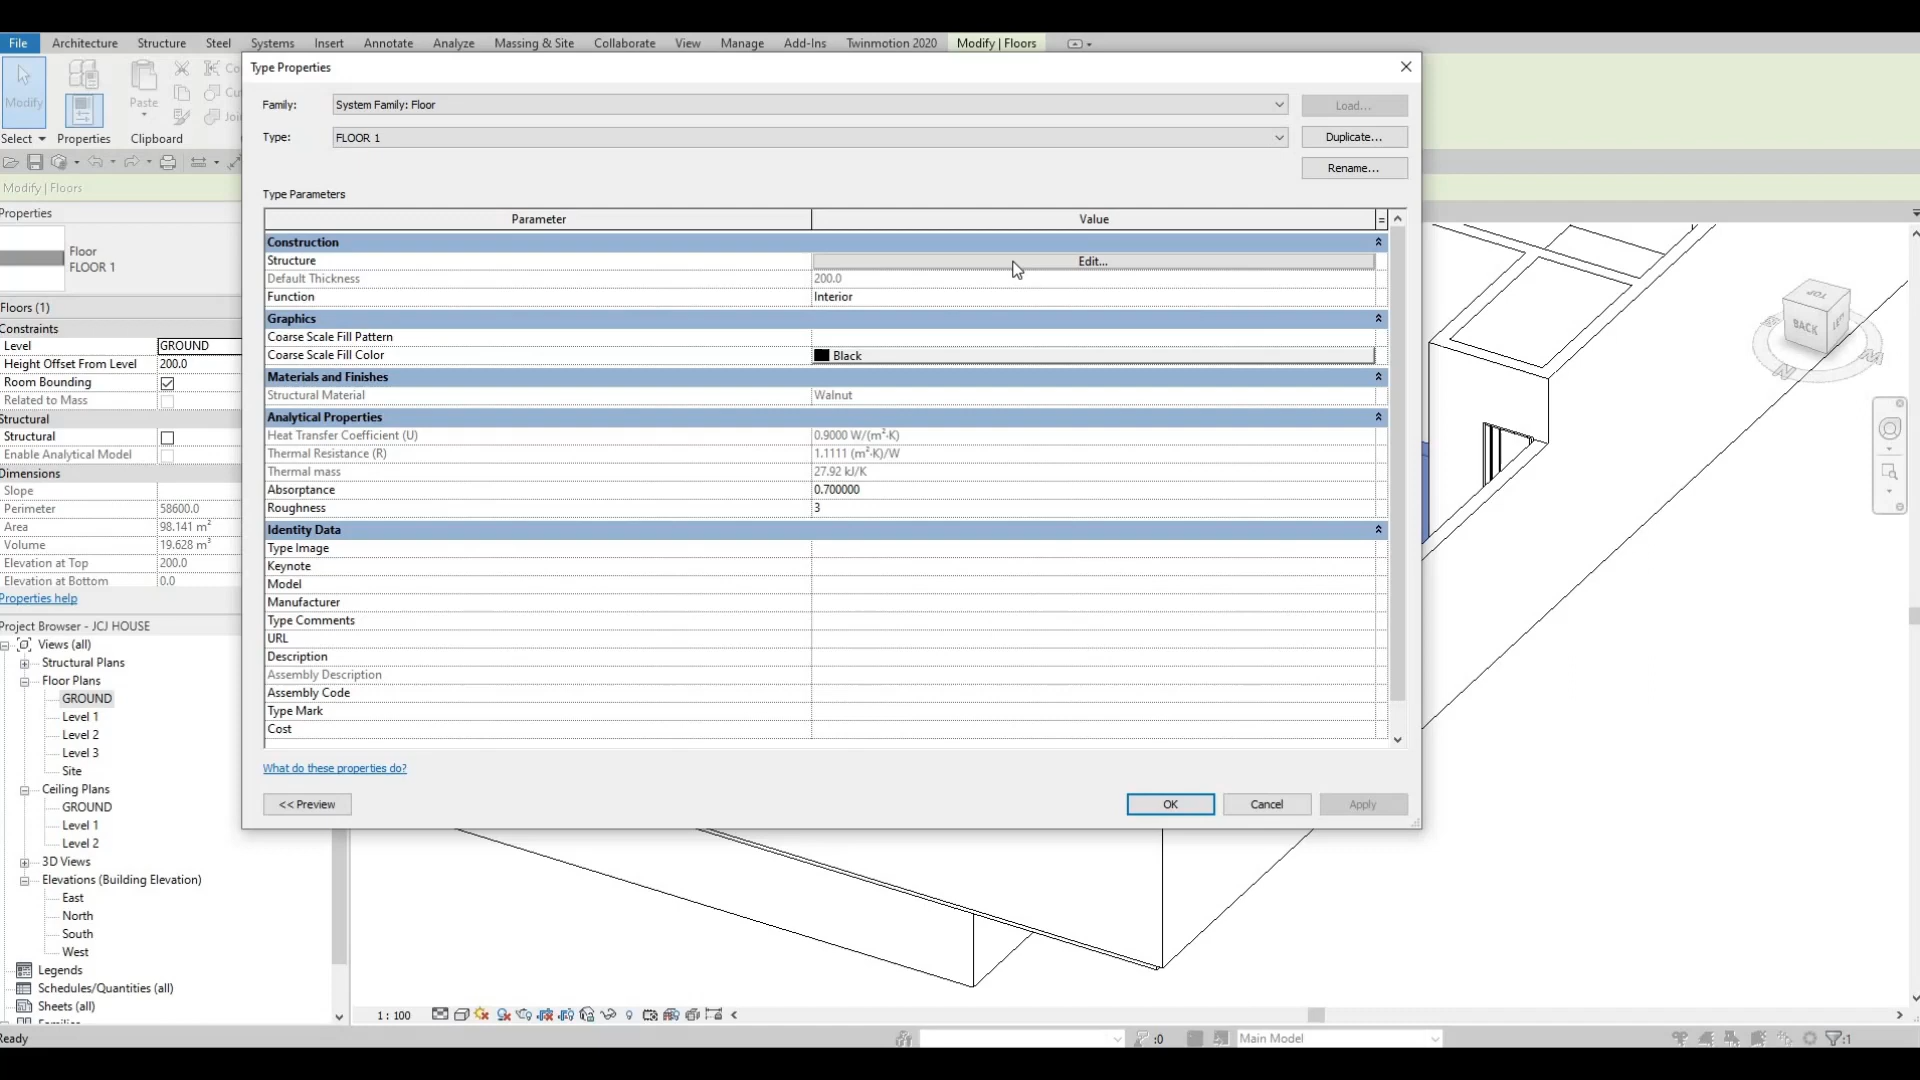 File Architecture Structure Steel Systems Insert Annotate Analyze Massing & Site Collaborate View Manage Add-Ins Twinmotion 2020 Modify | Floors
Modify
Paste
Select Properties Clipboard
Modify | Floors
Properties
Floor
FLOOR 1
Floors (1)
Constraints
Level GROUND
Height Offset From Level 200.0
Room Bounding
Related to Mass
Structural
Structural
Enable Analytical Model
Dimensions
Slope
Perimeter 58600.0
Area 98.141 m²
Volume 19.628 m³
Elevation at Top 200.0
Elevation at Bottom 0.0
Properties help
Project Browser - JCJ HOUSE
Views (all)
Structural Plans
Floor Plans
GROUND
Level 1
Level 2
Level 3
Site
Ceiling Plans
GROUND
Level 1
Level 2
3D Views
Elevations (Building Elevation)
East
North
South
West
Legends
Schedules/Quantities (all)
Sheets (all)
Type Properties
Family: System Family: Floor Load...
Type: FLOOR 1 Duplicate...
Rename...
Type Parameters
Parameter Value =
Construction
Structure Edit...
Default Thickness 200.0
Function Interior
Graphics
Coarse Scale Fill Pattern
Coarse Scale Fill Color Black
Materials and Finishes
Structural Material Walnut
Analytical Properties
Heat Transfer Coefficient (U) 0.9000 W/(m²·K)
Thermal Resistance (R) 1.1111 (m²·K)/W
Thermal mass 27.92 kJ/K
Absorptance 0.700000
Roughness 3
Identity Data
Type Image
Keynote
Model
Manufacturer
Type Comments
URL
Description
Assembly Description
Assembly Code
Type Mark
Cost
What do these properties do?
<< Preview OK Cancel Apply
TOP
BACK
LEFT
1 : 100
Ready :0 Main Model :1